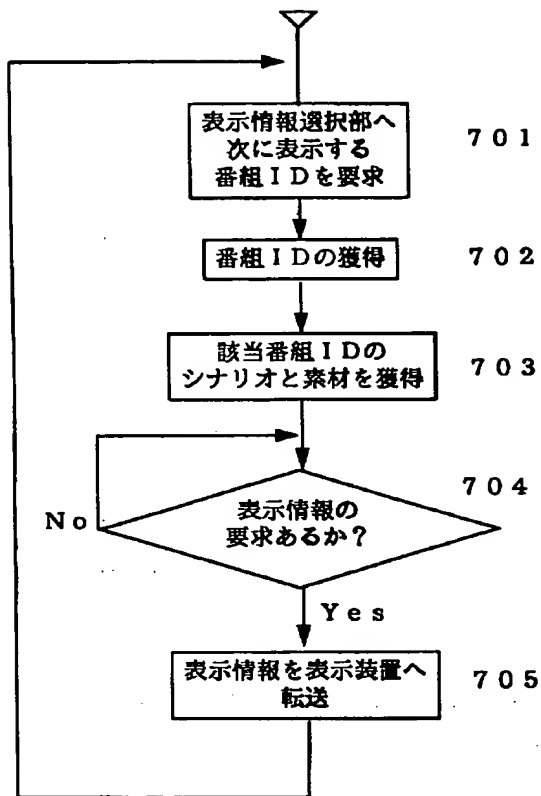 表示情報選択部へ
次に表示する
番組IDを要求
701
番組IDの獲得
702
該当番組IDの
シナリオと素材を獲得
703
表示情報の
要求あるか?
704
No
Yes
表示情報を表示装置へ
転送
705